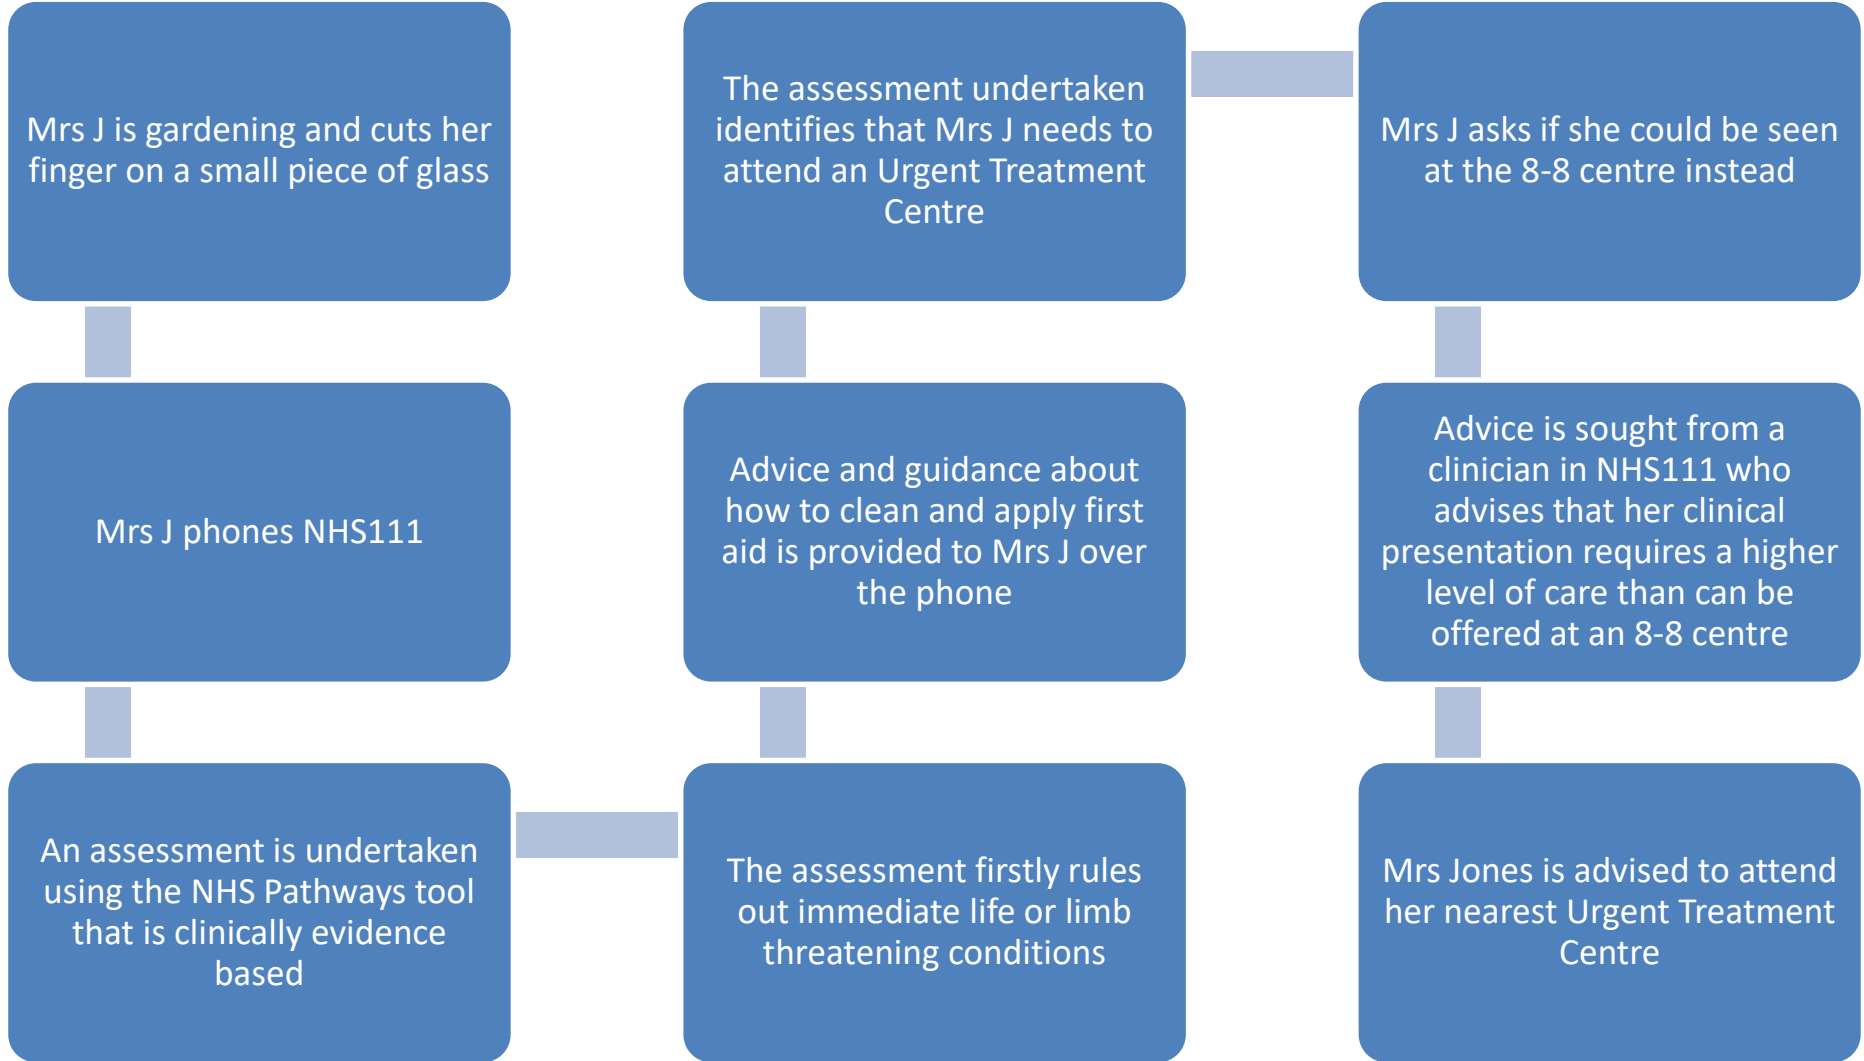 Mrs J is gardening and cuts her
finger on a small piece of glass
Mrs J phones NHS111
An assessment is undertaken
using the NHS Pathways tool
that is clinically evidence
based
The assessment firstly rules
out immediate life or limb
threatening conditions
Advice and guidance about
how to clean and apply first
aid is provided to Mrs J over
the phone
The assessment undertaken
identifies that Mrs J needs to
attend an Urgent Treatment
Centre
Mrs J asks if she could be seen
at the 8-8 centre instead
Advice is sought from a
clinician in NHS111 who
advises that her clinical
presentation requires a higher
level of care than can be
offered at an 8-8 centre
Mrs Jones is advised to attend
her nearest Urgent Treatment
Centre